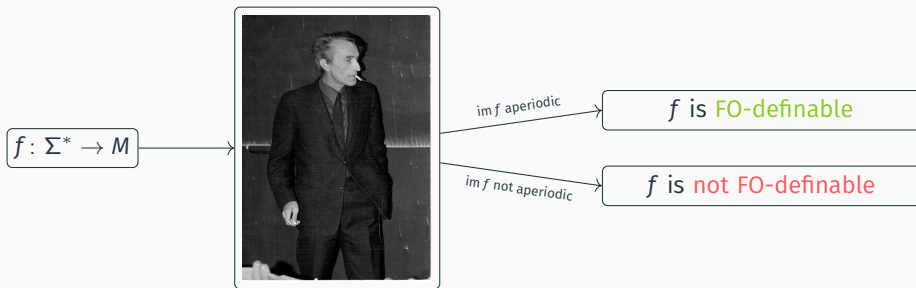 f : Σ* → M
im f aperiodic
f is FO-definable
im f not aperiodic
f is not FO-definable